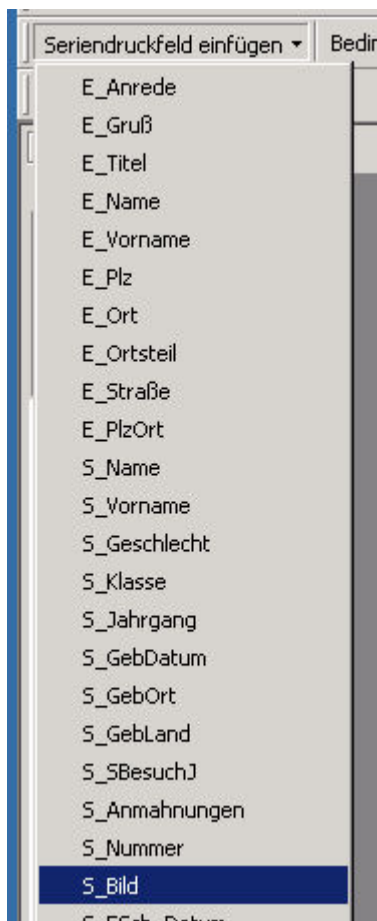 Seriendruckfeld einfügen
E_Anrede
E_Gruß
E_Titel
E_Name
E_Vorname
E_Plz
E_Ort
E_Ortsteil
E_Straße
E_PlzOrt
S_Name
S_Vorname
S_Geschlecht
S_Klasse
S_Jahrgang
S_GebDatum
S_GebOrt
S_GebLand
S_SBesuchJ
S_Anmahnungen
S_Nummer
S_Bild